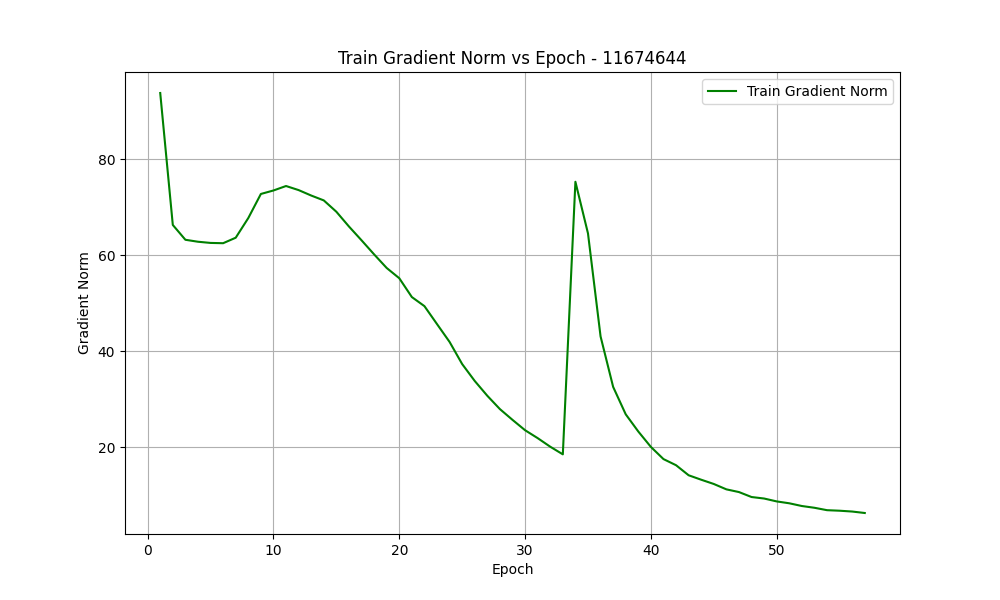 Train Gradient Norm vs Epoch - 11674644
Train Gradient Norm
80
60
40
20
Gradient Norm
0 10 20 30 40 50
Epoch